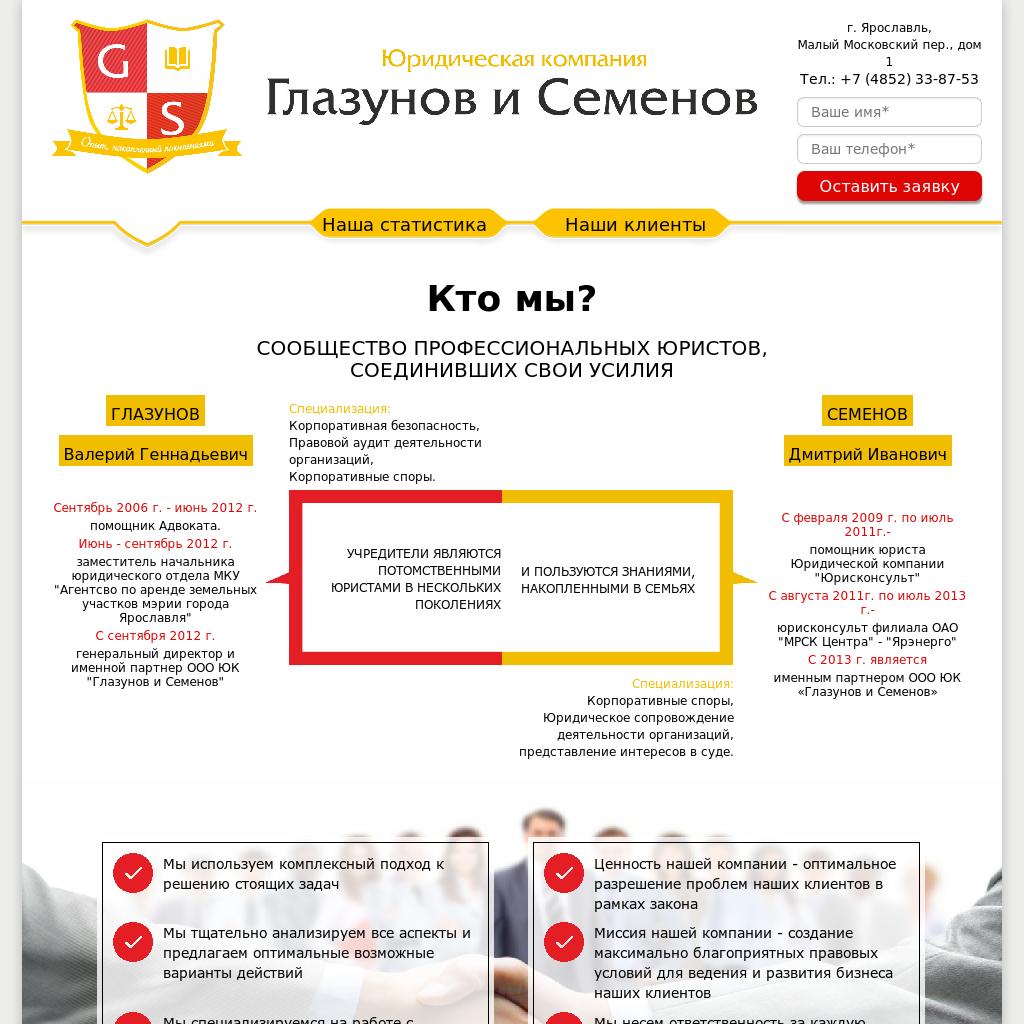 G
S
Опыт, накопленный поколениями
Юридическая компания
Глазунов и Семенов
г. Ярославль,
Малый Московский пер., дом
1
Тел.: +7 (4852) 33-87-53
Ваше имя*
Ваш телефон*
Оставить заявку
Наша статистика
Наши клиенты
Кто мы?
СООБЩЕСТВО ПРОФЕССИОНАЛЬНЫХ ЮРИСТОВ,
СОЕДИНИВШИХ СВОИ УСИЛИЯ
ГЛАЗУНОВ
Валерий Геннадьевич
Сентябрь 2006 г. - июнь 2012 г.
помощник Адвоката.
Июнь - сентябрь 2012 г.
заместитель начальника
юридического отдела МКУ
"Агентсво по аренде земельных
участков мэрии города
Ярославля"
С сентября 2012 г.
генеральный директор и
именной партнер ООО ЮК
"Глазунов и Семенов"
Специализация:
Корпоративная безопасность,
Правовой аудит деятельности
организаций,
Корпоративные споры.
УЧРЕДИТЕЛИ ЯВЛЯЮТСЯ
ПОТОМСТВЕННЫМИ
ЮРИСТАМИ В НЕСКОЛЬКИХ
ПОКОЛЕНИЯХ
И ПОЛЬЗУЮТСЯ ЗНАНИЯМИ,
НАКОПЛЕННЫМИ В СЕМЬЯХ
Специализация:
Корпоративные споры,
Юридическое сопровождение
деятельности организаций,
представление интересов в суде.
СЕМЕНОВ
Дмитрий Иванович
С февраля 2009 г. по июль
2011г.-
помощник юриста
Юридической компании
"Юрисконсульт"
С августа 2011г. по июль 2013
г.-
юрисконсульт филиала ОАО
"МРСК Центра" - "Ярэнерго"
С 2013 г. является
именным партнером ООО ЮК
«Глазунов и Семенов»
Мы используем комплексный подход к
решению стоящих задач
Мы тщательно анализируем все аспекты и
предлагаем оптимальные возможные
варианты действий
Мы специализируемся на работе с
Ценность нашей компании - оптимальное
разрешение проблем наших клиентов в
рамках закона
Миссия нашей компании - создание
максимально благоприятных правовых
условий для ведения и развития бизнеса
наших клиентов
Мы несем ответственность за каждую